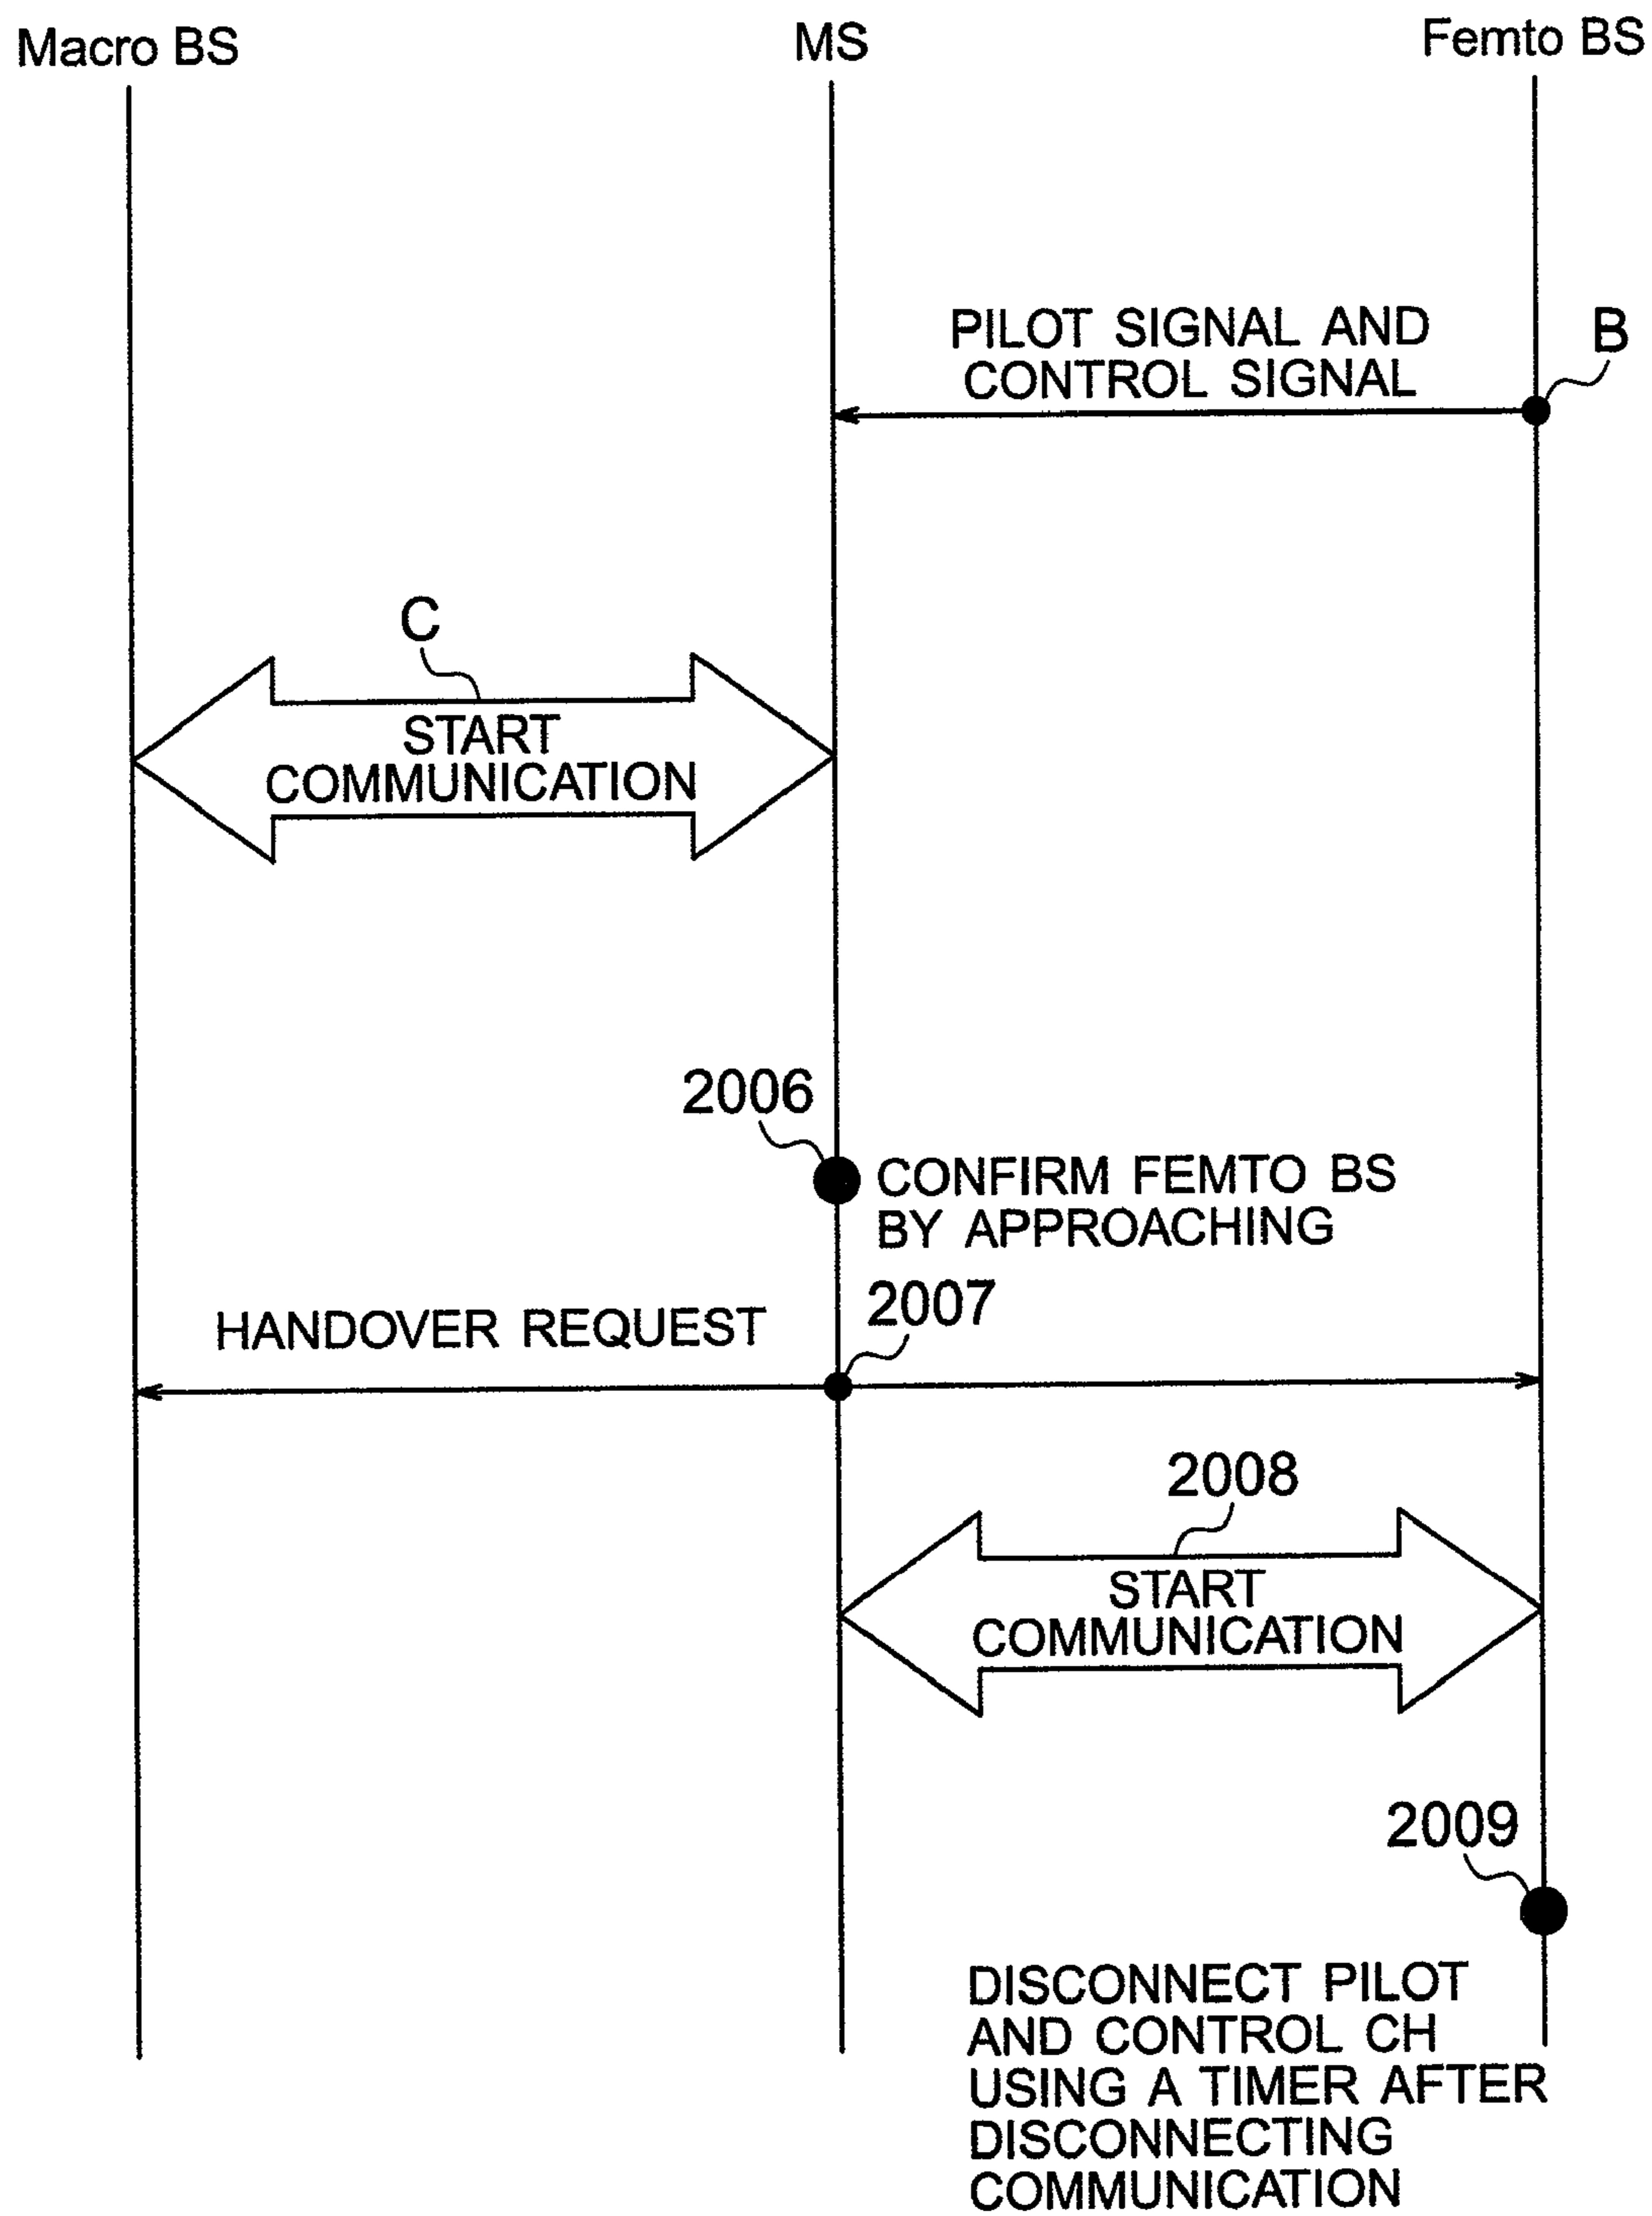 Macro BS
MS
Femto BS
PILOT SIGNAL AND
CONTROL SIGNAL
B
C
START
COMMUNICATION
2006
CONFIRM FEMTO BS
BY APPROACHING
2007
HANDOVER REQUEST
2008
START
COMMUNICATION
2009
DISCONNECT PILOT
AND CONTROL CH
USING A TIMER AFTER
DISCONNECTING
COMMUNICATION